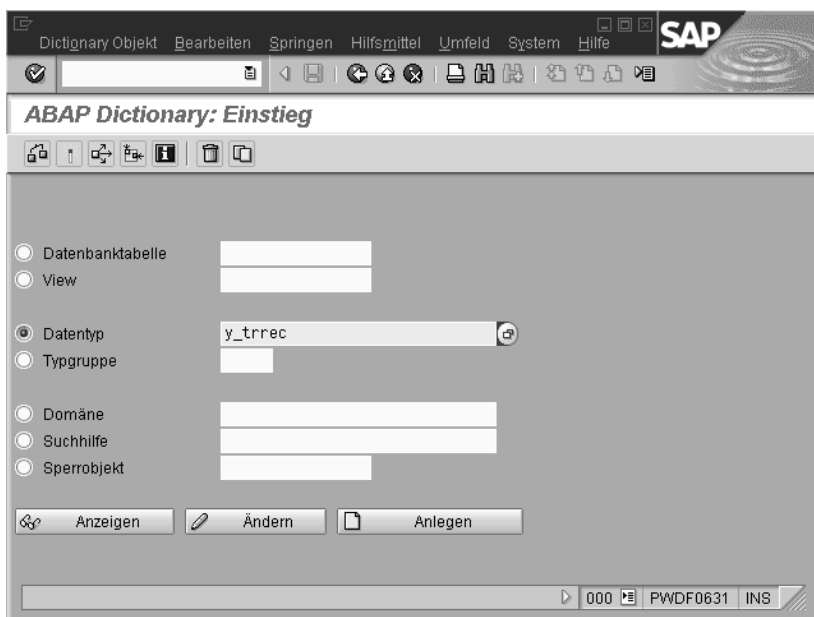 Dictionary Objekt Bearbeiten Springen Hilfsmittel Umfeld System Hilfe
SAP
ABAP Dictionary: Einstieg
Datenbanktabelle
View
Datentyp y_trrec
Typgruppe
Domäne
Suchhilfe
Sperrobjekt
Anzeigen Ändern Anlegen
000 PWDF0631 INS